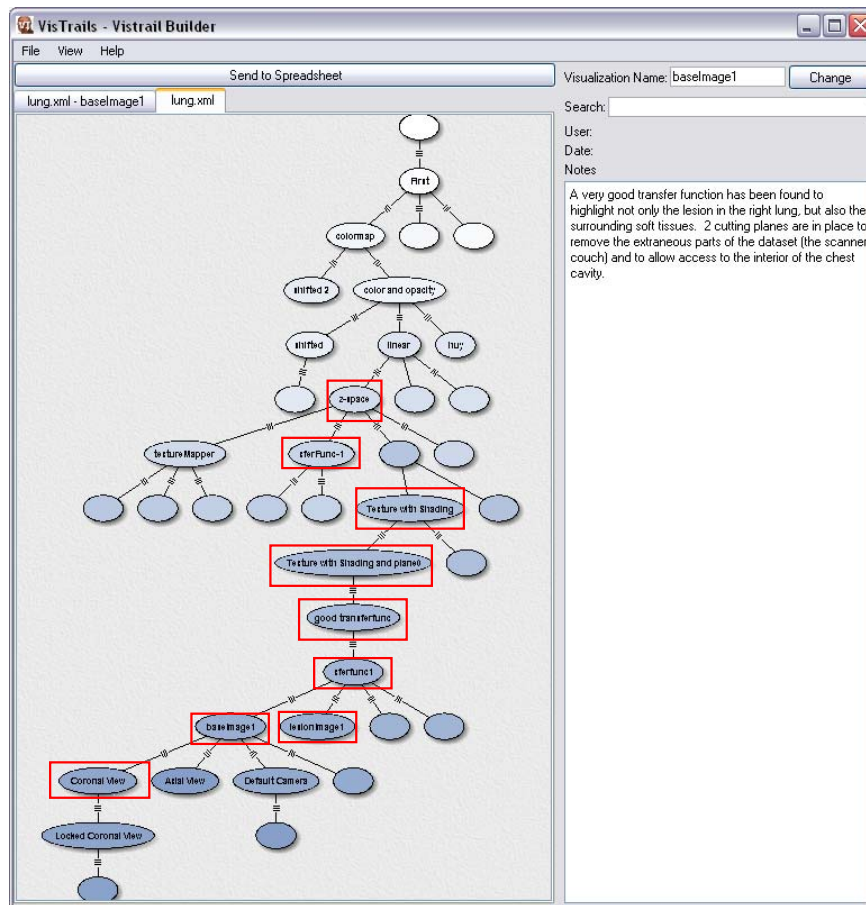 VisTrails - Vistrail Builder
File View Help
Send to Spreadsheet
lung.xml - baseImage1 lung.xml
Visualization Name: baseImage1 Change
Search:
User:
Date:
Notes
A very good transfer function has been found to
highlight not only the lesion in the right lung, but also the
surrounding soft tissues. 2 cutting planes are in place to
remove the extraneous parts of the dataset (the scanner
couch) and to allow access to the interior of the chest
cavity.
First
colormap
shifted 2 color and opacity
shifted linear huy
z-space
textureMapper xferFunc-1
Texture with Shading
Texture with Shading and plane0
good transferfunc
xferfunc1
baseImage1 lesionImage1
Coronal View Axial View Default Camera
Locked Coronal View